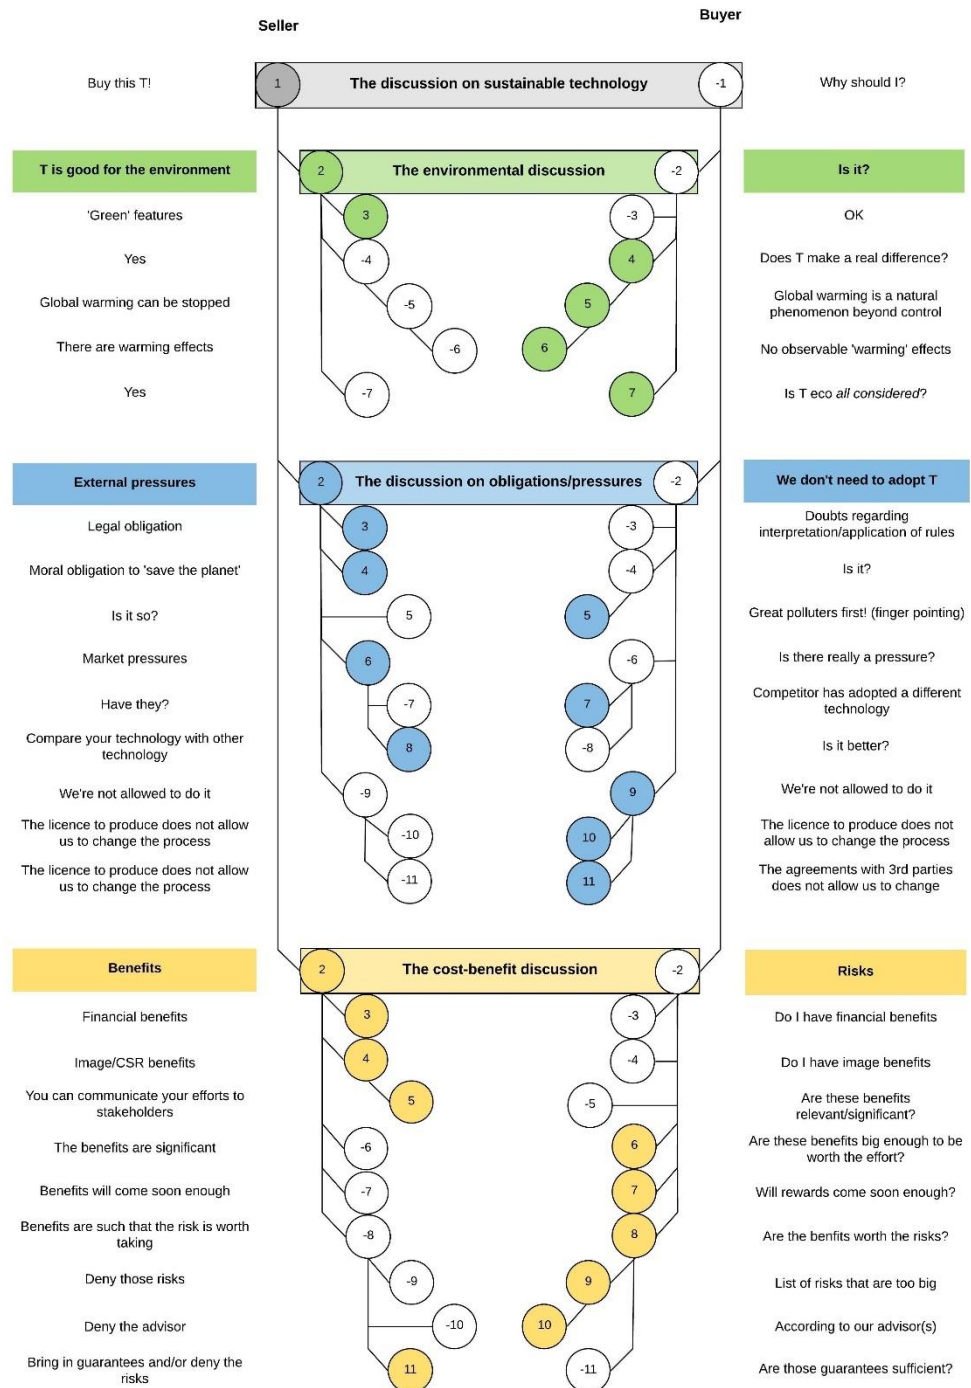 Seller
Buyer
Buy this T!
1
The discussion on sustainable technology
-1
Why should I?
T is good for the environment
2
The environmental discussion
-2
Is it?
'Green' features
3
-3
OK
Yes
-4
4
Does T make a real difference?
Global warming can be stopped
-5
5
Global warming is a natural
phenomenon beyond control
There are warming effects
-6
6
No observable 'warming' effects
Yes
-7
7
Is T eco all considered?
External pressures
2
The discussion on obligations/pressures
-2
We don't need to adopt T
Legal obligation
3
-3
Doubts regarding
interpretation/application of rules
Moral obligation to 'save the planet'
4
-4
Is it?
Is it so?
5
5
Great polluters first! (finger pointing)
Market pressures
6
-6
Is there really a pressure?
Have they?
-7
7
Competitor has adopted a different
technology
Compare your technology with other
technology
8
-8
Is it better?
We're not allowed to do it
-9
9
We're not allowed to do it
The licence to produce does not allow
us to change the process
-10
10
The licence to produce does not
allow us to change the process
The licence to produce does not allow
us to change the process
-11
11
The agreements with 3rd parties
does not allow us to change
Benefits
2
The cost-benefit discussion
-2
Risks
Financial benefits
3
-3
Do I have financial benefits
Image/CSR benefits
4
-4
Do I have image benefits
You can communicate your efforts to
stakeholders
5
-5
Are these benefits
relevant/significant?
The benefits are significant
-6
6
Are these benefits big enough to be
worth the effort?
Benefits will come soon enough
-7
7
Will rewards come soon enough?
Benefits are such that the risk is worth
taking
-8
8
Are the benfits worth the risks?
Deny those risks
-9
9
List of risks that are too big
Deny the advisor
-10
10
According to our advisor(s)
Bring in guarantees and/or deny the
risks
11
-11
Are those guarantees sufficient?